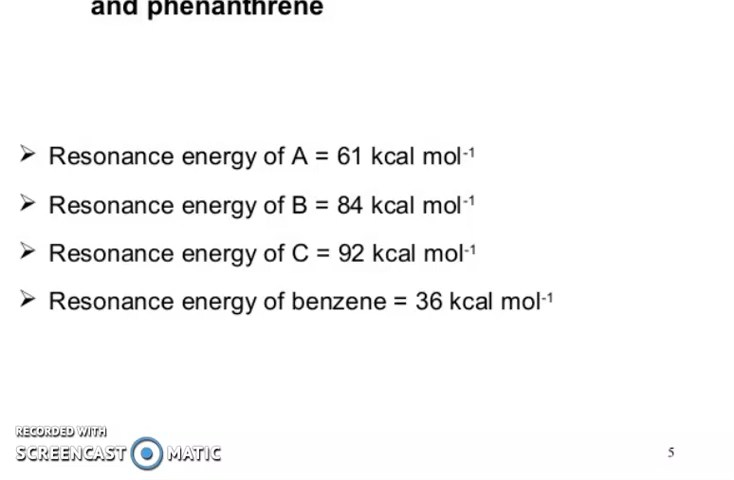 and phenanthrene
➢ Resonance energy of A = 61 kcal mol⁻¹
➢ Resonance energy of B = 84 kcal mol⁻¹
➢ Resonance energy of C = 92 kcal mol⁻¹
➢ Resonance energy of benzene = 36 kcal mol⁻¹
RECORDED WITH
SCREENCAST MATIC
5